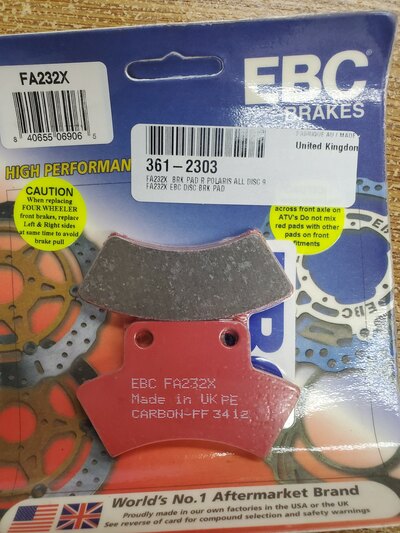 FA232X
8 40655 06906 6
EBC
BRAKES
United Kingdom
361-2303
FA232X BRK PAD R POLARIS ALL DISC 9
FA232X EBC DISC BRK PAD
HIGH PERFORMAN
CAUTION
When replacing
FOUR WHEELER
front brakes, replace
Left & Right sides
at same time to avoid
brake pull
across front axle on
ATV's Do not mix
red pads with other
pads on front
fitments
EBC FA232X
Made in UK PE
CARBON-FF 3412
World's No.1 Aftermarket Brand
Proudly made in our own factories in the USA or the UK
See reverse of card for compound selection and safety warnings